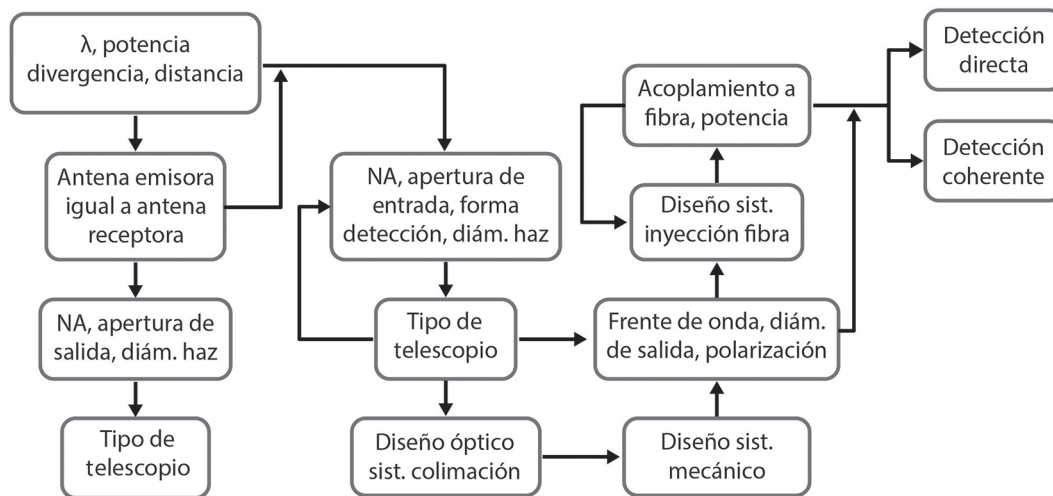 λ, potencia
divergencia, distancia
Antena emisora
igual a antena
receptora
NA, apertura de
salida, diám. haz
Tipo de
telescopio
NA, apertura de
entrada, forma
detección, diám. haz
Tipo de
telescopio
Diseño óptico
sist. colimación
Acoplamiento a
fibra, potencia
Diseño sist.
inyección fibra
Frente de onda, diám.
de salida, polarización
Diseño sist.
mecánico
Detección
directa
Detección
coherente